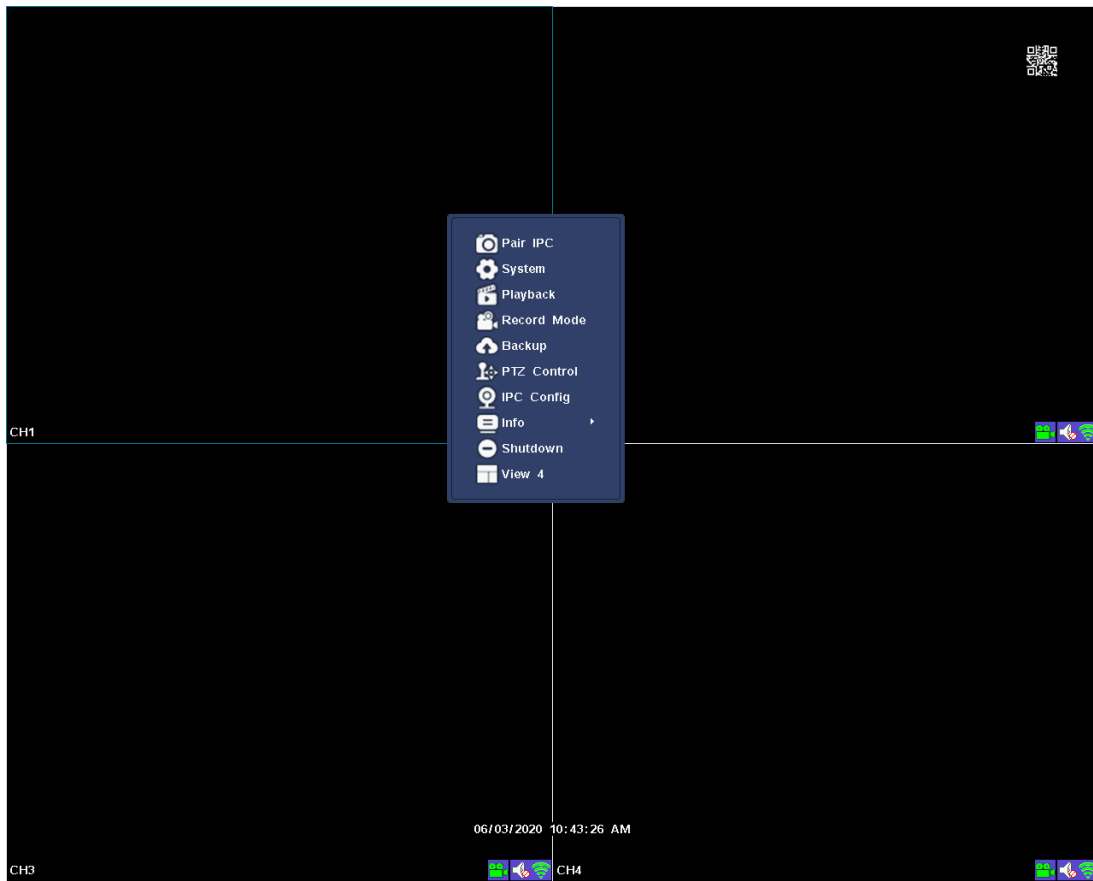 Pair IPC
System
Playback
Record Mode
Backup
PTZ Control
IPC Config
Info
Shutdown
View 4
CH1
06/03/2020 10:43:26 AM
CH3
CH4